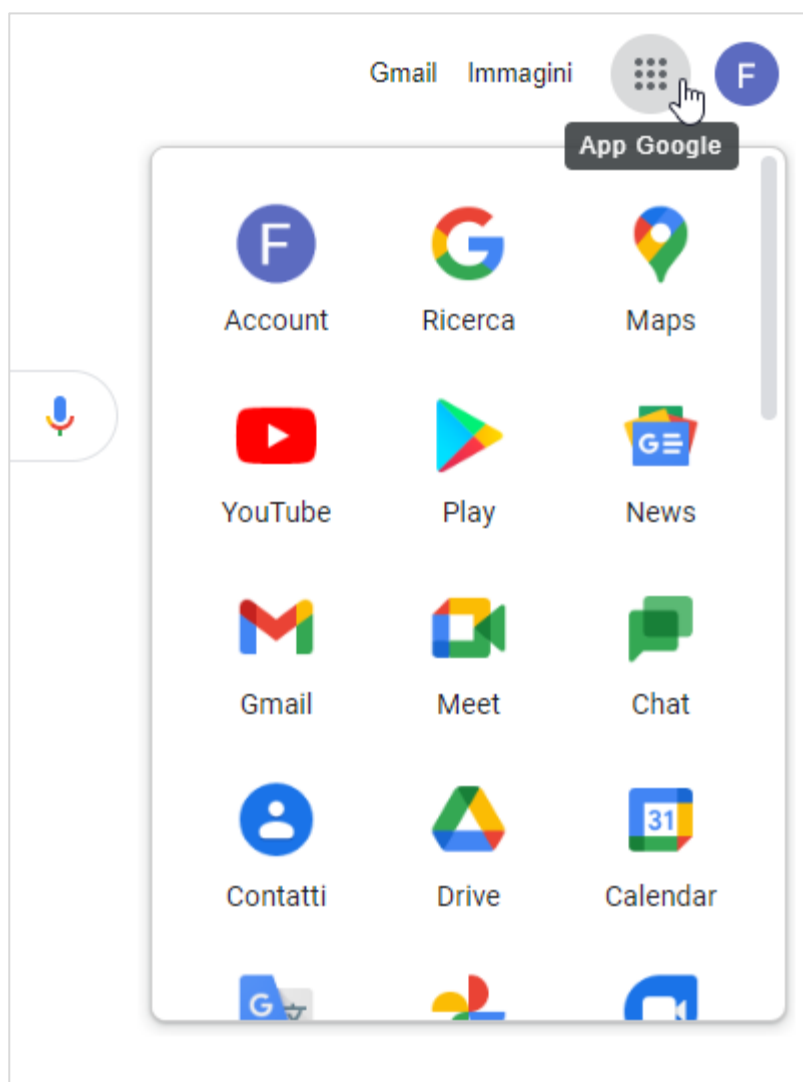 Gmail Immagini F
App Google
F
Account Ricerca Maps
G
YouTube Play News
Gmail Meet Chat
31
Contatti Drive Calendar
G